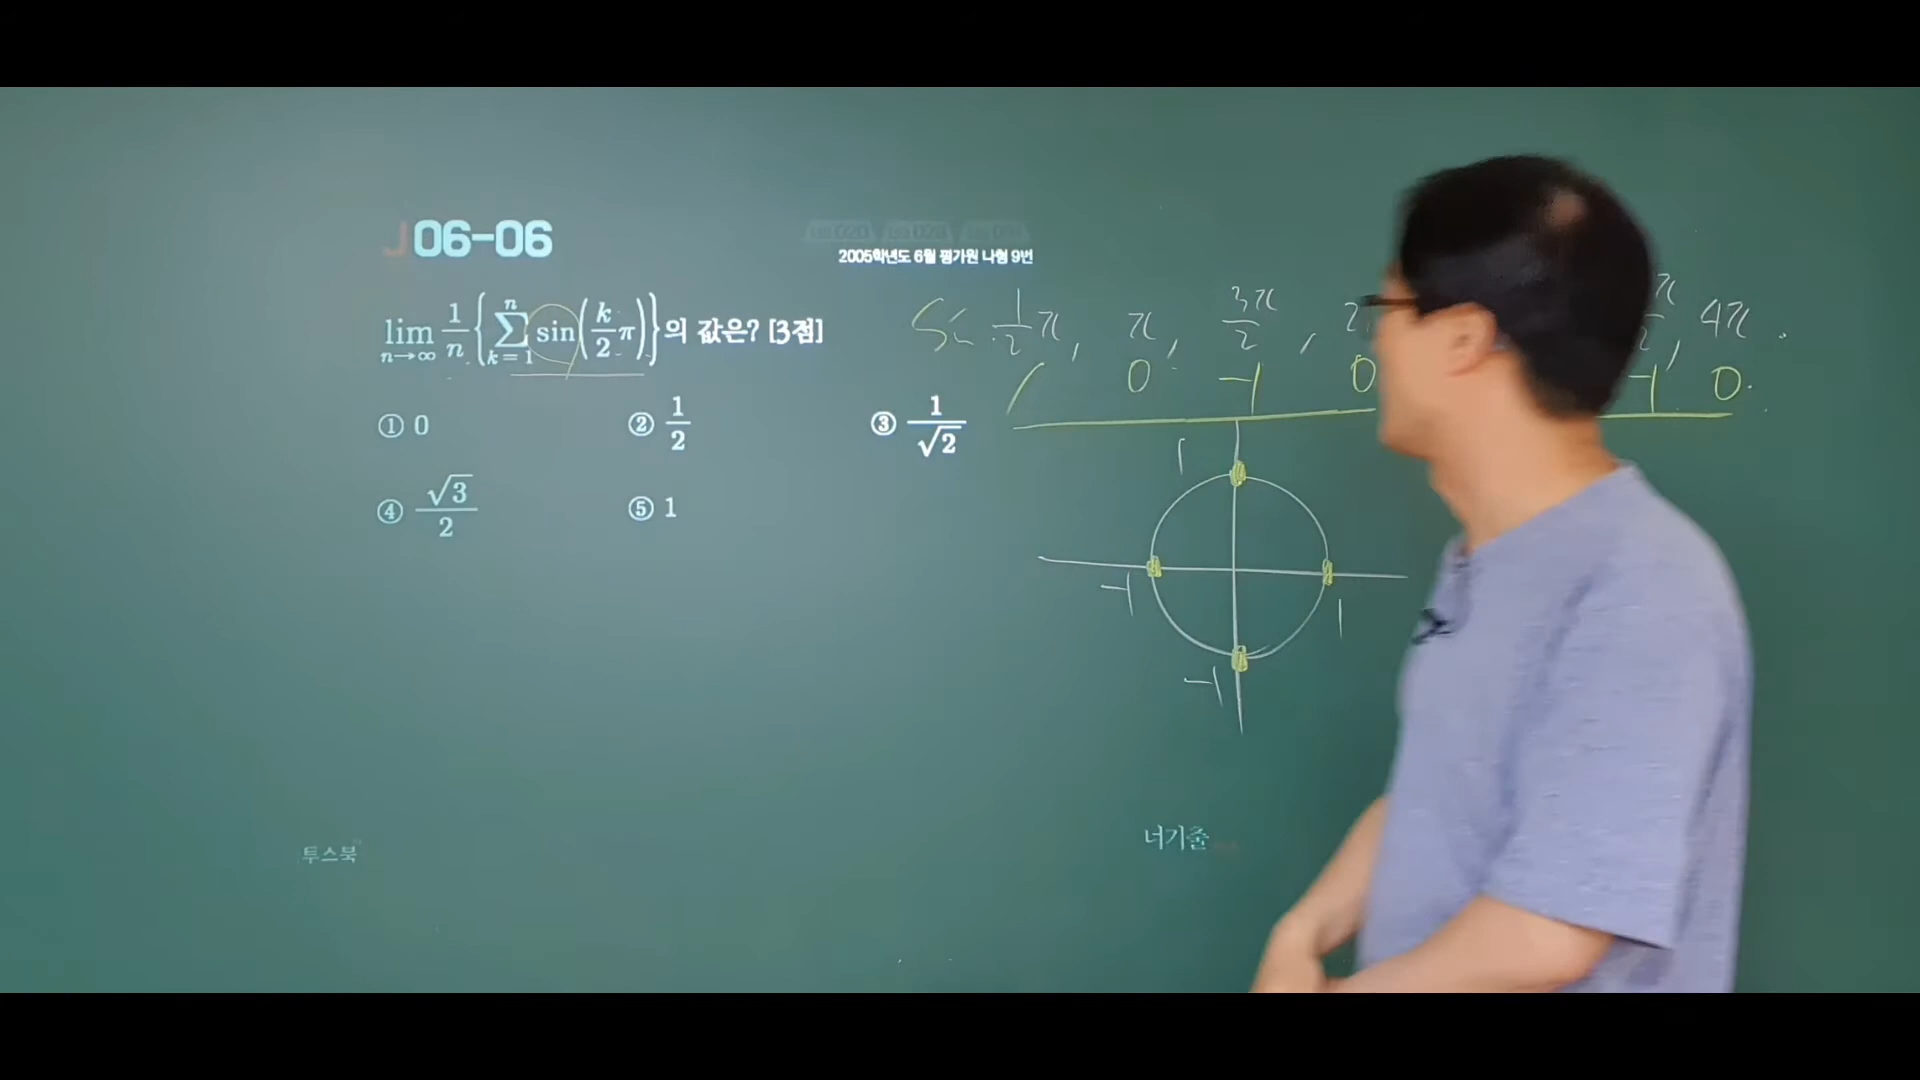 J 06-06
2005학년도 6월 평가원 나형 9번
lim n→∞ 1/n {∑ k=1 n sin(k/2 π)}의 값은? [3점]
① 0 ② 1/2 ③ 1/√2
④ √3/2 ⑤ 1
1/2 π, π, 3π/2, 2 4π
1 0 -1 0 -1 0
1
-1 1
-1
투스북 너기출